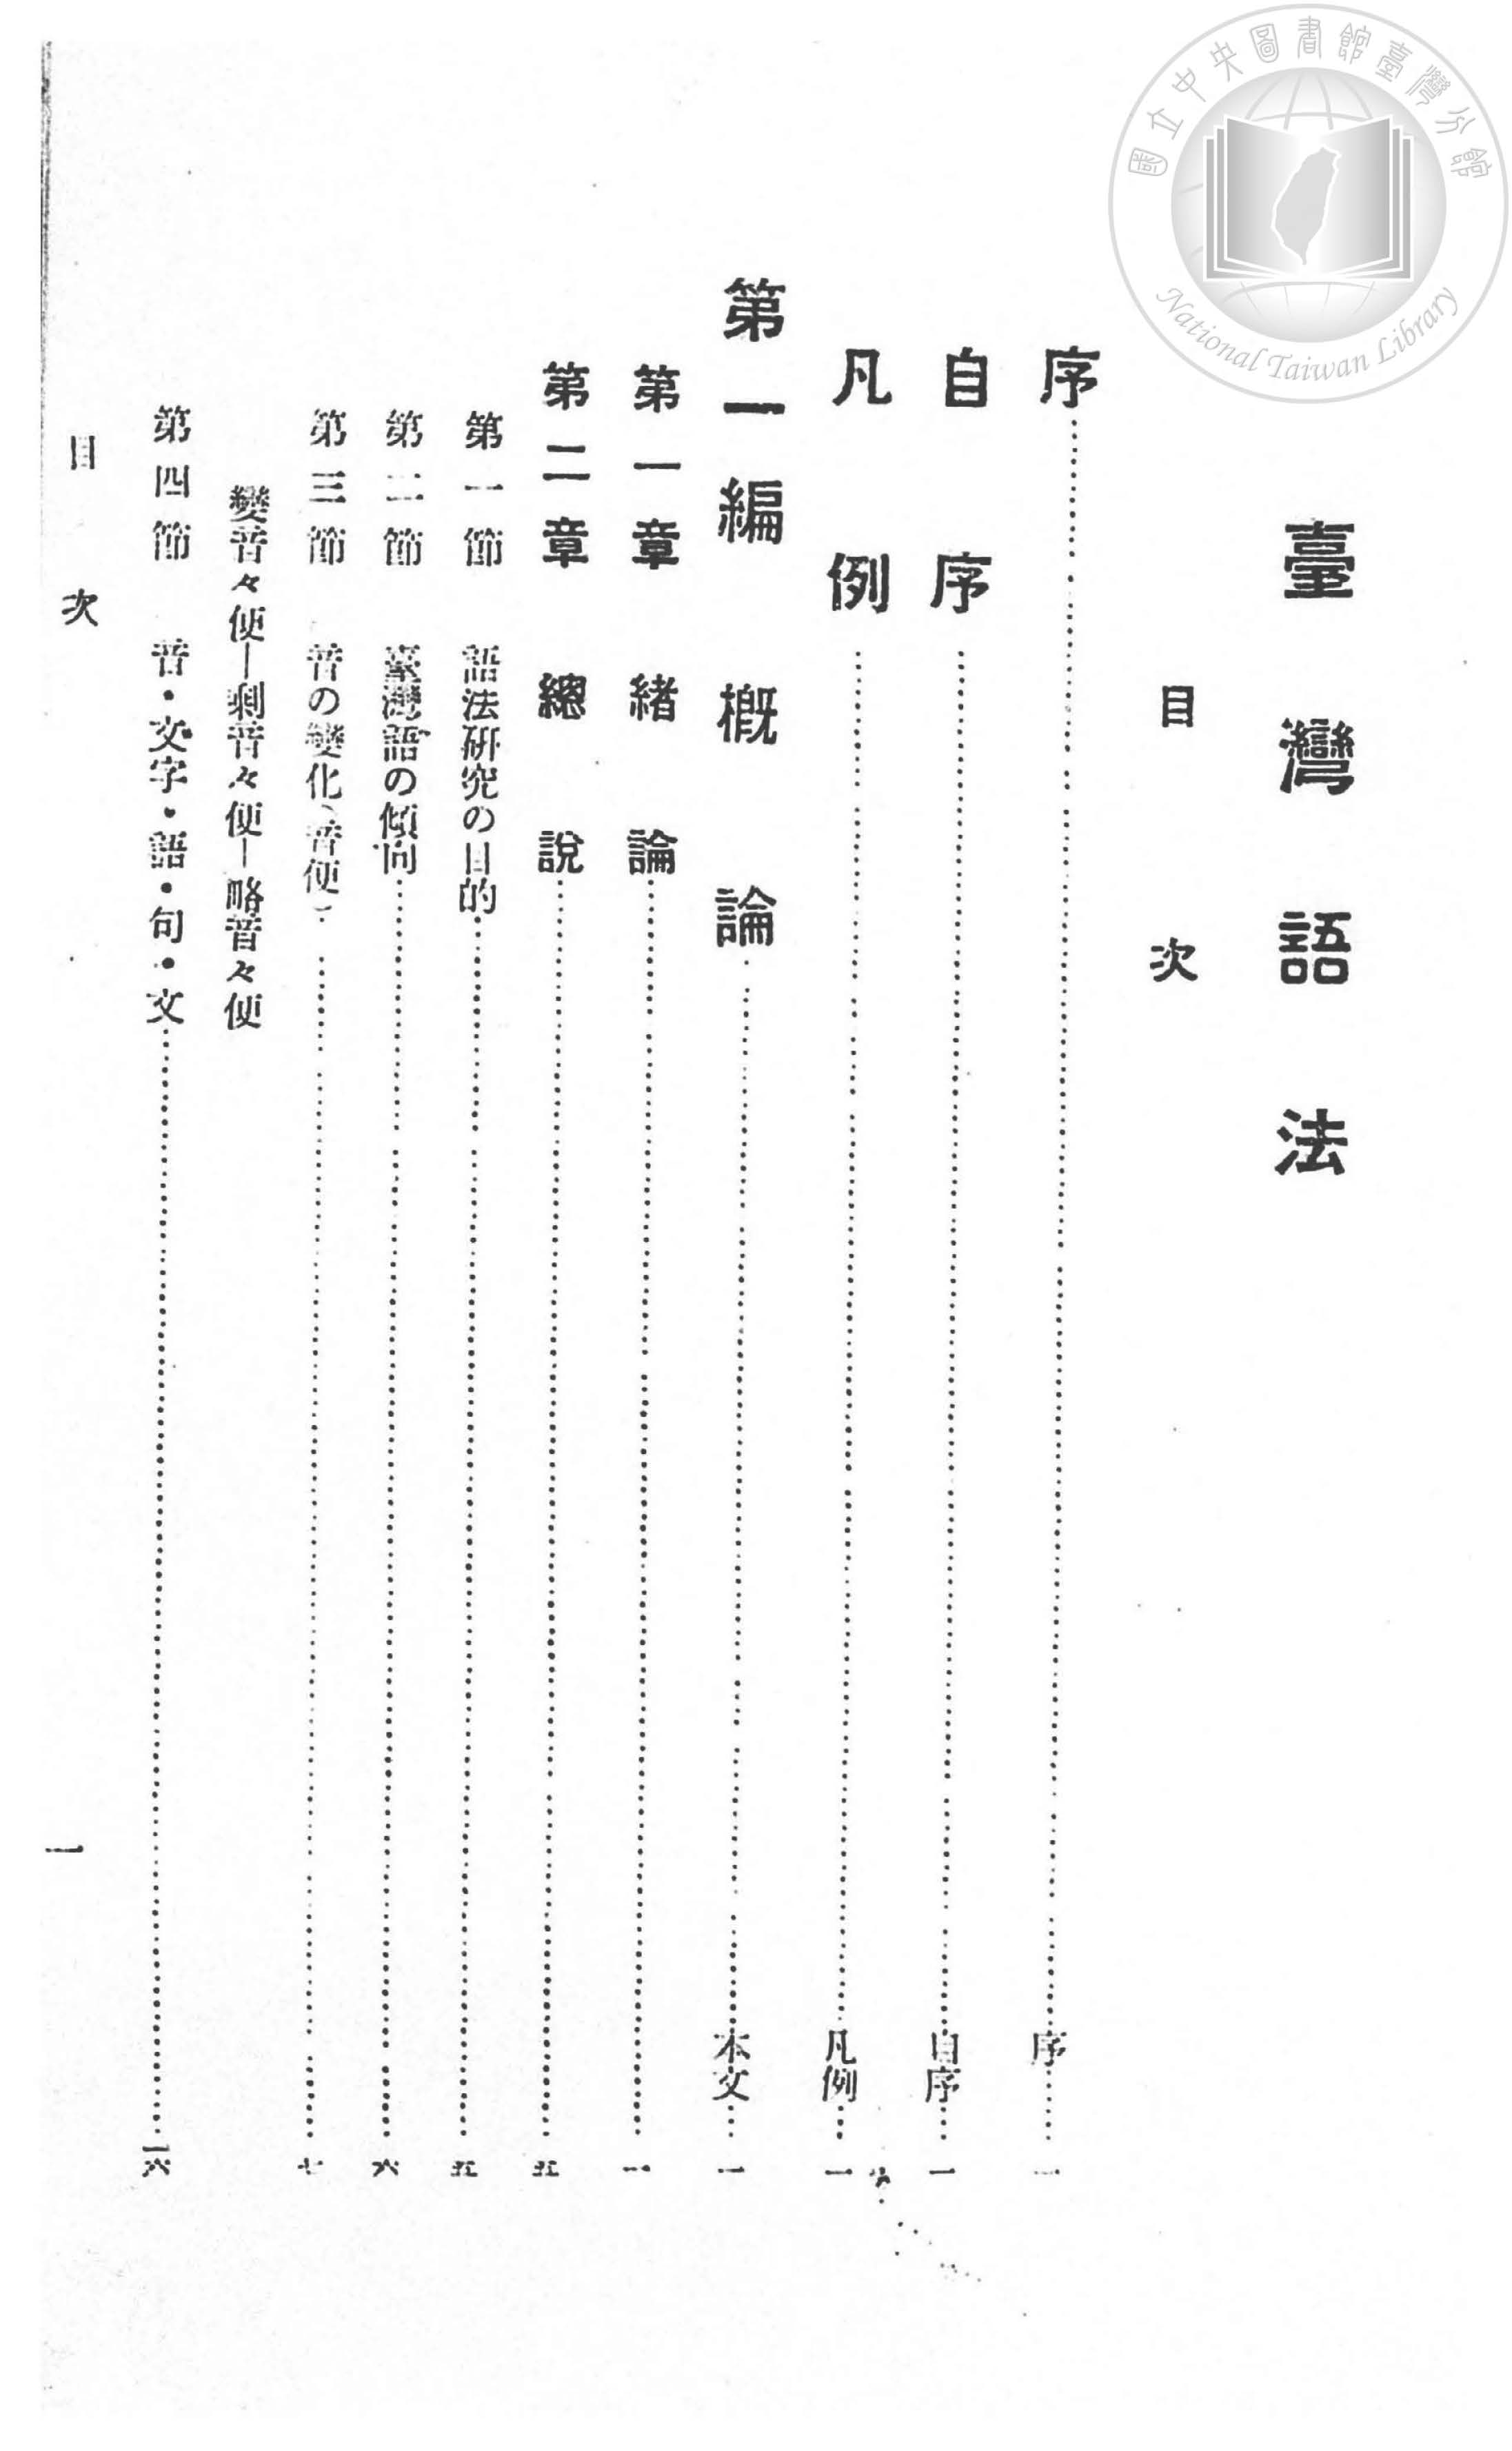 臺灣語法
目次
序……序…一
自序……自序…一
凡例……凡例…一
第一編 概論……本文…一
第一章 緒論……一
第二章 總說……五
第一節 語法研究の目的……五
第二節 臺灣語の傾向……六
第三節 音の變化(音便)……七
變音々便―剩音々便―略音々便
第四節 音・文字・語・句・文……一六
目次
一
國立中央圖書館臺灣分館
National Taiwan Library